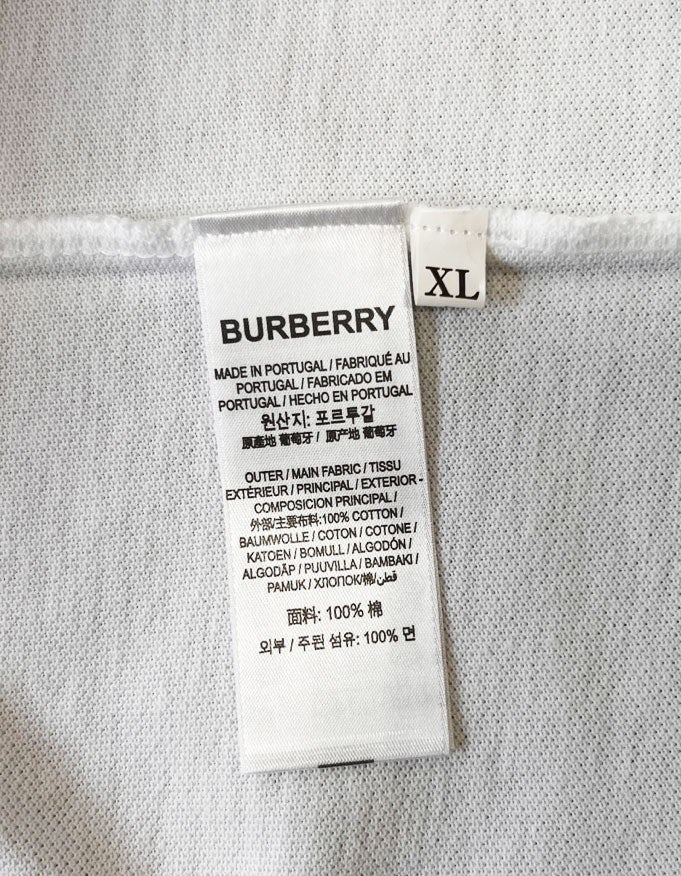 XL
BURBERRY
MADE IN PORTUGAL / FABRIQUÉ AU
PORTUGAL / FABRICADO EM
PORTUGAL / HECHO EN PORTUGAL
원산지: 포르투갈
原產地 葡萄牙 / 原产地 葡萄牙
OUTER / MAIN FABRIC / TISSU
EXTÉRIEUR / PRINCIPAL / EXTERIOR -
COMPOSICION PRINCIPAL /
外部/主要布料:100% COTTON /
BAUMWOLLE / COTON / COTONE /
KATOEN / BOMULL / ALGODÓN /
ALGODÃP / PUUVILLA / BAMBAKI /
PAMUK / ХЛОПОК/棉/قطن
面料: 100% 棉
외부 / 주된 섬유: 100% 면